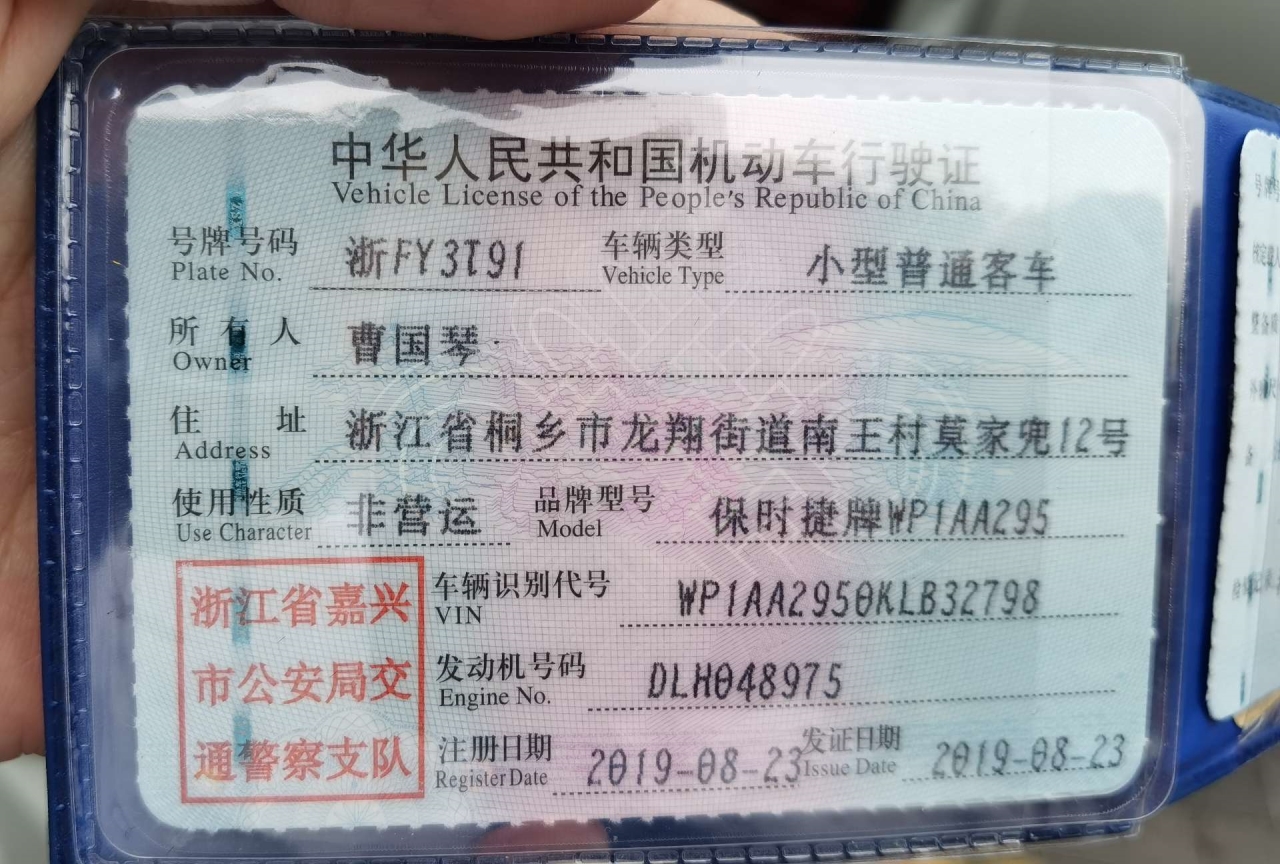 中华人民共和国机动车行驶证
Vehicle License of the People's Republic of China
号牌号码 浙FY3T91 车辆类型 小型普通客车
Plate No. Vehicle Type
所有人 曹国琴
Owner
住址 浙江省桐乡市龙翔街道南王村莫家兜12号
Address
使用性质 非营运 品牌型号 保时捷牌WP1AA295
Use Character Model
浙江省嘉兴
市公安局交
通警察支队
车辆识别代号 WP1AA2950KLB32798
VIN
发动机号码 DLH048975
Engine No.
注册日期 2019-08-23 发证日期 2019-08-23
Register Date Issue Date